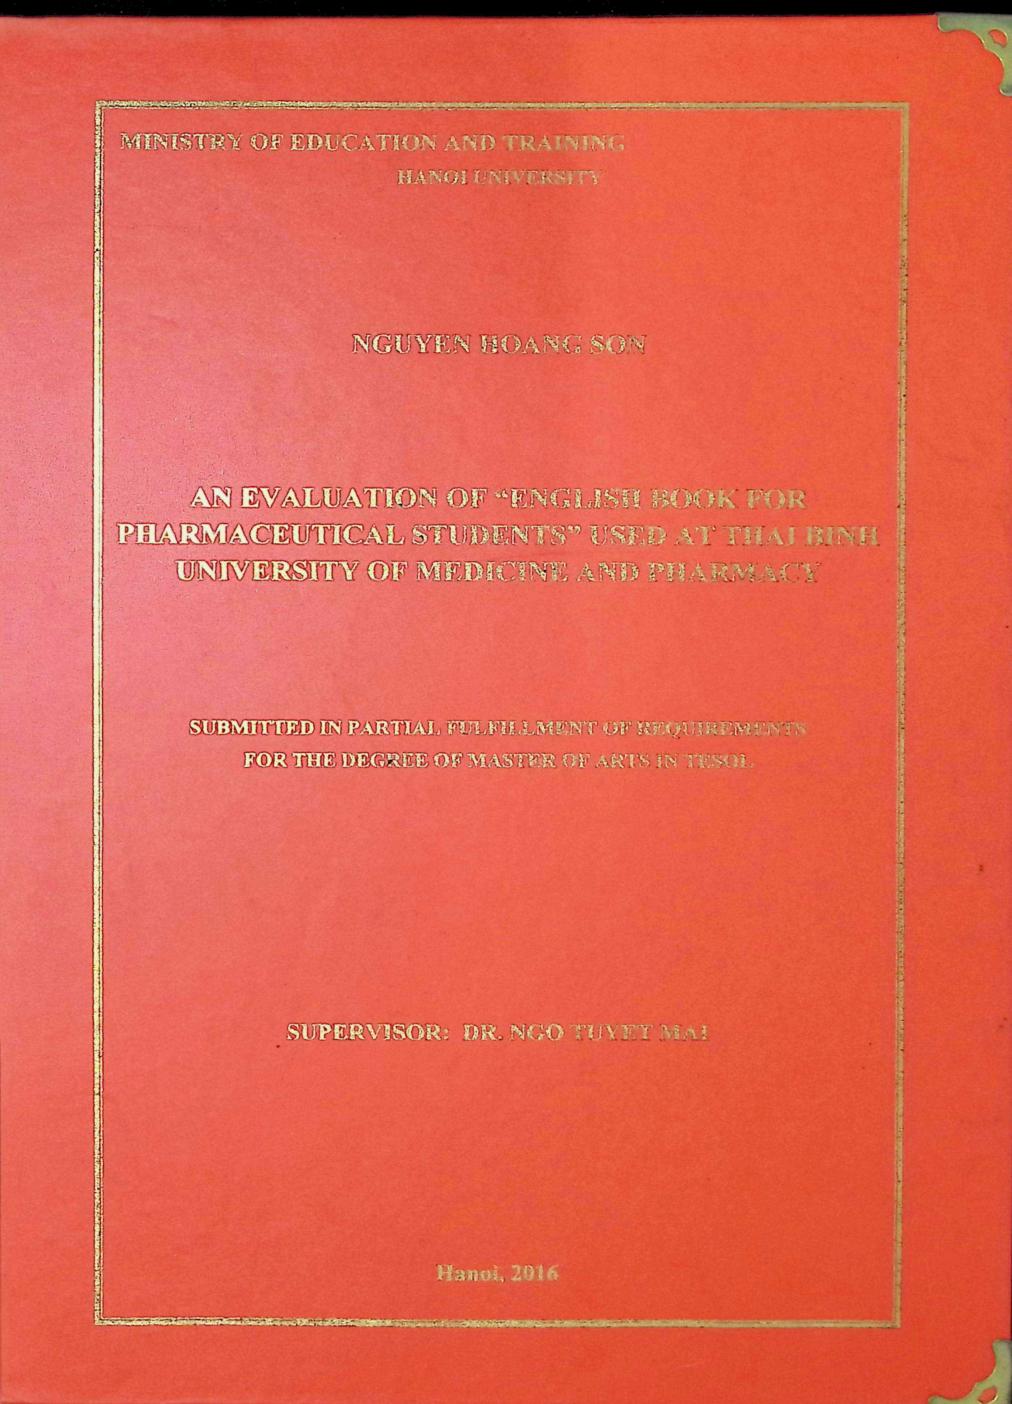 MINISTRY OF EDUCATION AND TRAINING
HANOI UNIVERSITY
NGUYEN HOANG SON
AN EVALUATION OF “ENGLISH BOOK FOR
PHARMACEUTICAL STUDENTS” USED AT THAI BINH
UNIVERSITY OF MEDICINE AND PHARMACY
SUBMITTED IN PARTIAL FULFILLMENT OF REQUIREMENTS
FOR THE DEGREE OF MASTER OF ARTS IN TESOL
SUPERVISOR: DR. NGO TUYET MAI
Hanoi, 2016